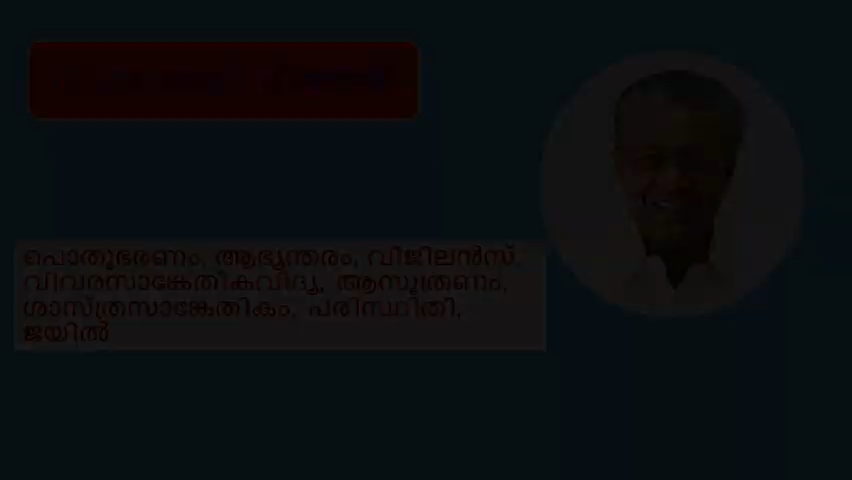 പൊതുഭരണം, ആഭ്യന്തരം, വിജിലൻസ്,
വിവരസാങ്കേതികവിദ്യ, ആസൂത്രണം,
ശാസ്ത്രസാങ്കേതികം, പരിസ്ഥിതി,
ജയിൽ